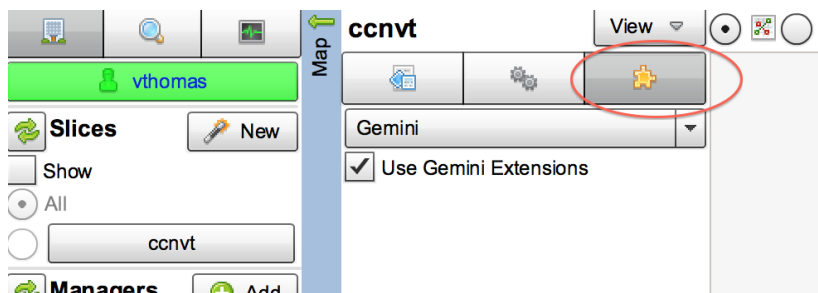 vthomas
Slices
New
Show
All
ccnvt
Managers
Add
Map
ccnvt
View
Gemini
Use Gemini Extensions